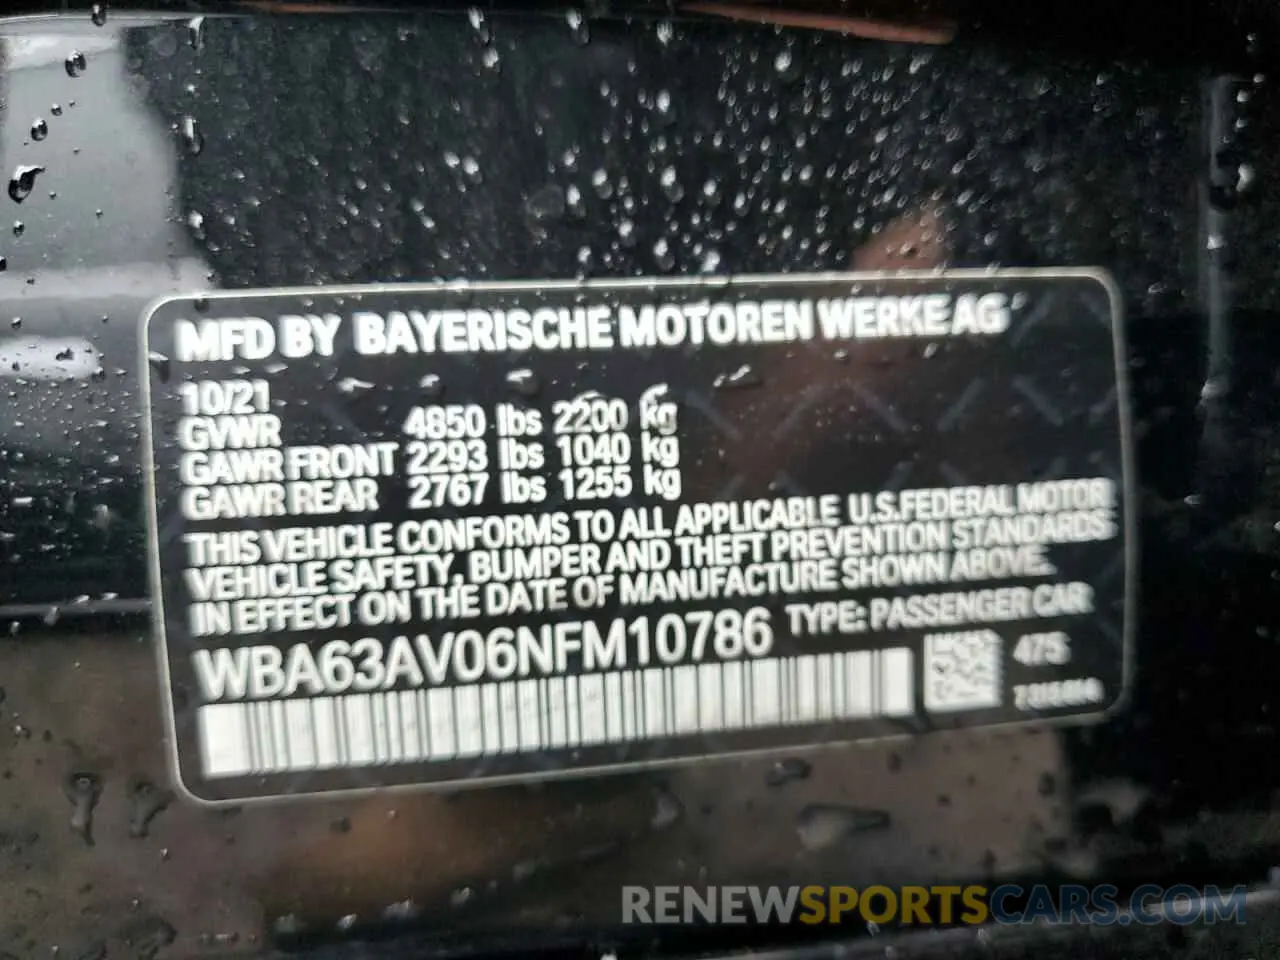 MFD BY BAYERISCHE MOTOREN WERKE AG
10/21
GVWR 4850 lbs 2200 kg
GAWR FRONT 2293 lbs 1040 kg
GAWR REAR 2767 lbs 1255 kg
THIS VEHICLE CONFORMS TO ALL APPLICABLE U.S.FEDERAL MOTOR
VEHICLE SAFETY, BUMPER AND THEFT PREVENTION STANDARDS
IN EFFECT ON THE DATE OF MANUFACTURE SHOWN ABOVE.
WBA63AV06NFM10786 TYPE: PASSENGER CAR
475
RENEWSPORTSCARS.COM